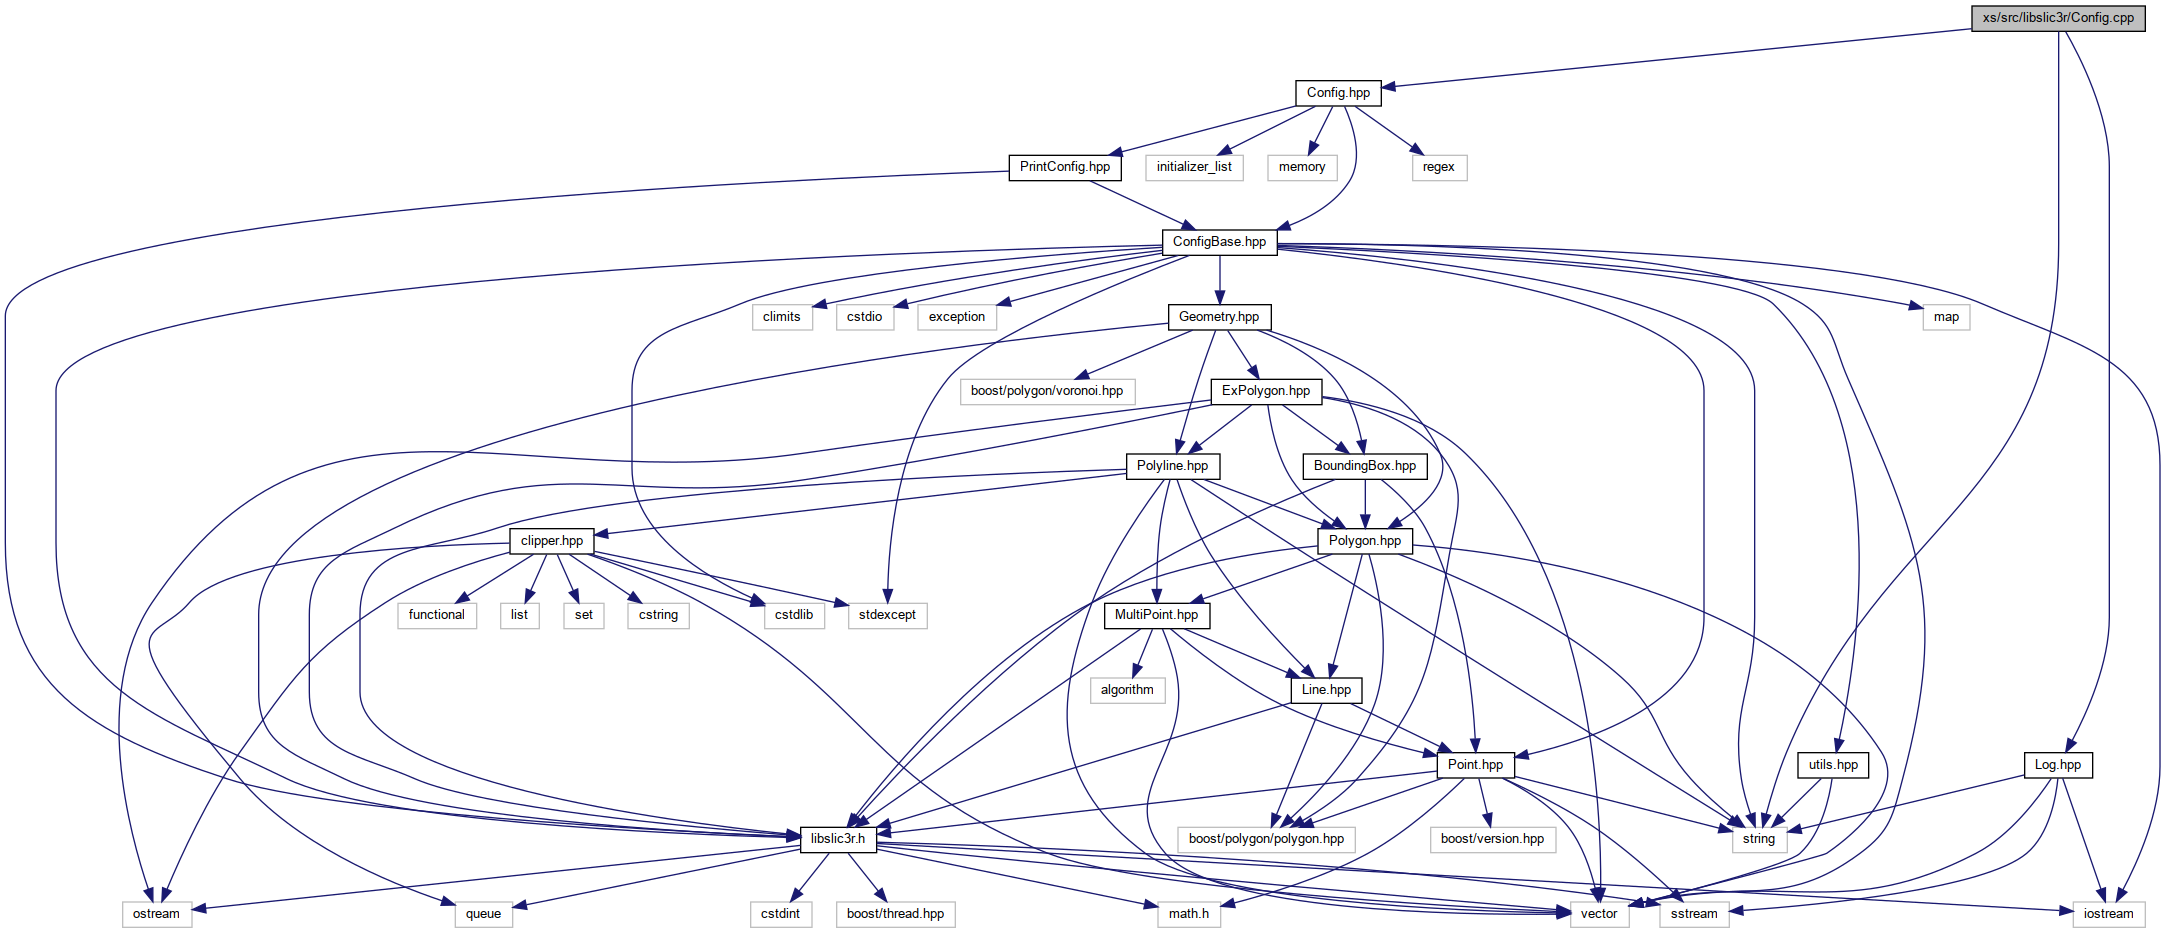 xs/src/libslic3r/Config.cpp
Config.hpp
PrintConfig.hpp
initializer_list
memory
regex
ConfigBase.hpp
climits
cstdio
exception
Geometry.hpp
map
boost/polygon/voronoi.hpp
ExPolygon.hpp
Polyline.hpp
BoundingBox.hpp
clipper.hpp
Polygon.hpp
functional
list
set
cstring
cstdlib
stdexcept
MultiPoint.hpp
algorithm
Line.hpp
Point.hpp
utils.hpp
Log.hpp
libslic3r.h
boost/polygon/polygon.hpp
boost/version.hpp
string
ostream
queue
cstdint
boost/thread.hpp
math.h
vector
sstream
iostream